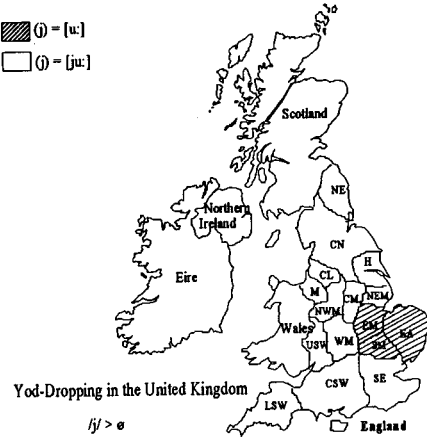 (j) = [u:]
(j) = [ju:]
Scotland
NE
Northern
Ireland
CN
H
CL
Eire
M
CM
NEM
NWM
EM
EA
Wales
SM
USW
WM
Yod-Dropping in the United Kingdom
SE
CSW
LSW
/j/ > ø
England